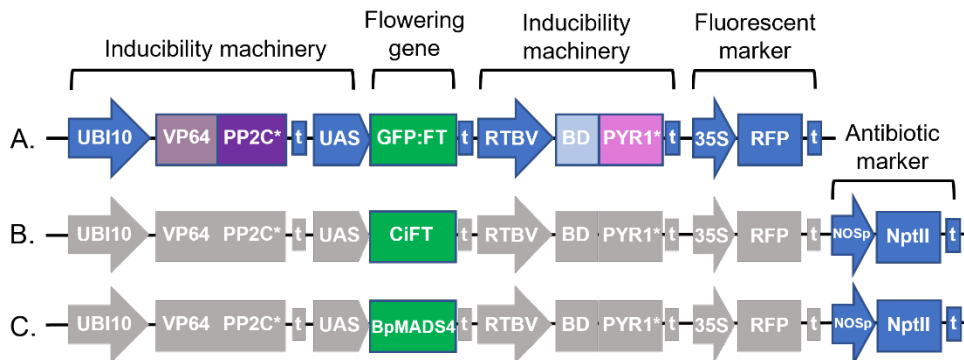 Inducibility machinery
Flowering gene
Inducibility machinery
Fluorescent marker
A. UBI10 VP64 PP2C* t UAS GFP:FT t RTBV BD PYR1* t 35S RFP t
Antibiotic marker
B. UBI10 VP64 PP2C* t UAS CiFT t RTBV BD PYR1* t 35S RFP t NOSp NptII t
C. UBI10 VP64 PP2C* t UAS BpMADS4 t RTBV BD PYR1* t 35S RFP t NOSp NptII t